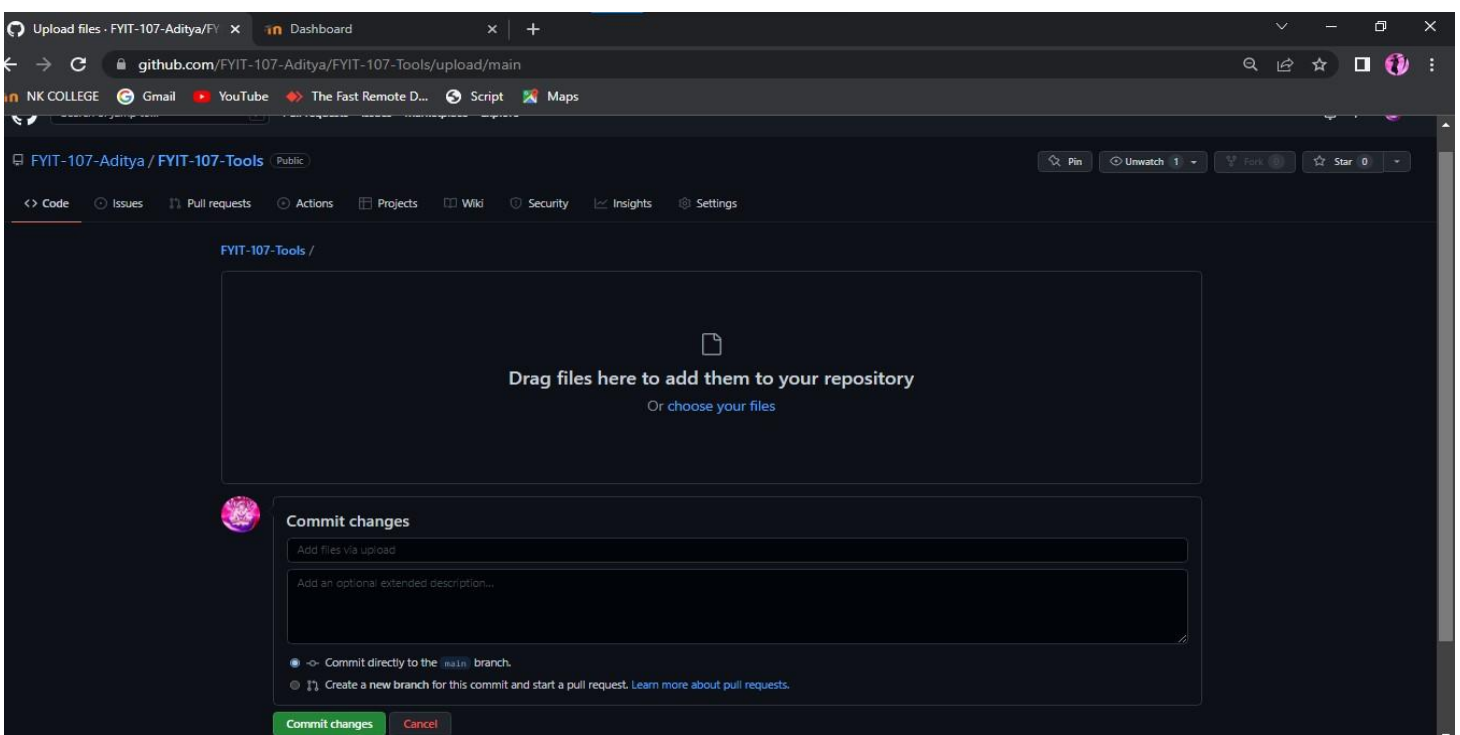 Upload files · FYIT-107-Aditya/FY
Dashboard
github.com/FYIT-107-Aditya/FYIT-107-Tools/upload/main
NK COLLEGE Gmail YouTube The Fast Remote D... Script Maps
FYIT-107-Aditya / FYIT-107-Tools Public
Pin Unwatch 1 Fork 0 Star 0
<> Code Issues Pull requests Actions Projects Wiki Security Insights Settings
FYIT-107-Tools /
Drag files here to add them to your repository
Or choose your files
Commit changes
Add files via upload
Add an optional extended description...
Commit directly to the main branch.
Create a new branch for this commit and start a pull request. Learn more about pull requests.
Commit changes Cancel